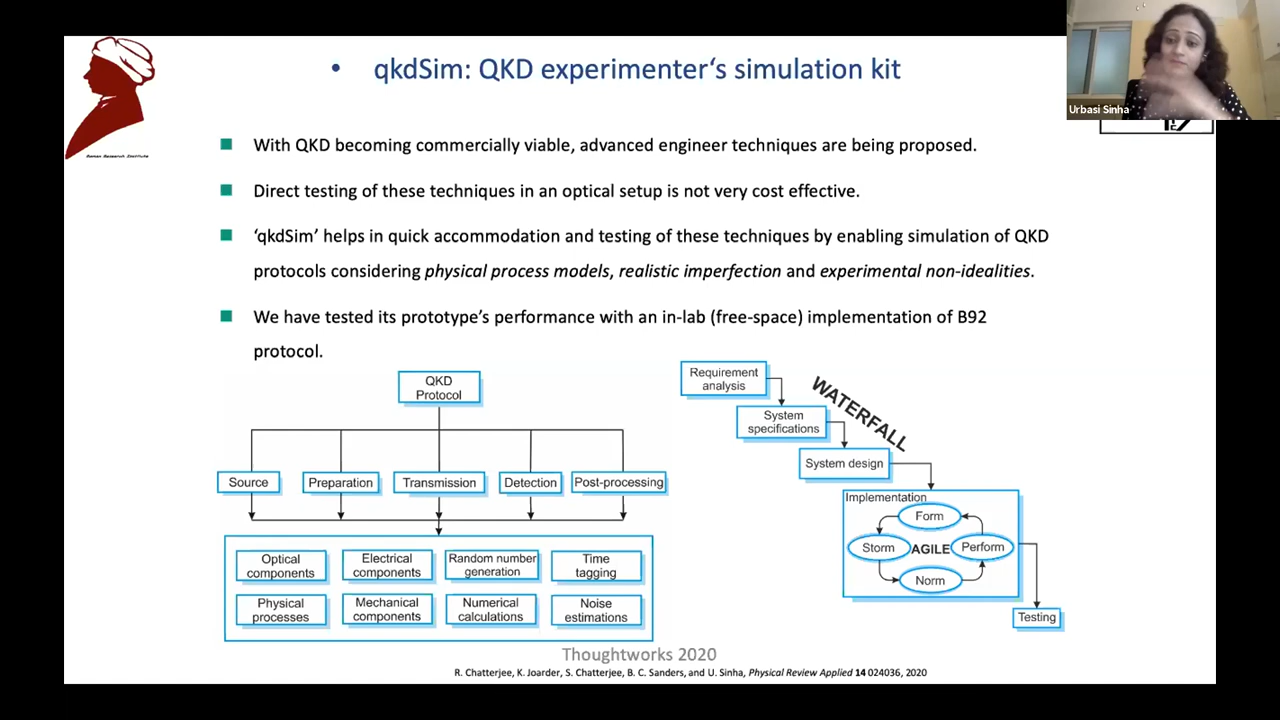 qkdSim: QKD experimenter‘s simulation kit
Urbasi Sinha
Raman Research Institute
With QKD becoming commercially viable, advanced engineer techniques are being proposed.
Direct testing of these techniques in an optical setup is not very cost effective.
‘qkdSim’ helps in quick accommodation and testing of these techniques by enabling simulation of QKD
protocols considering physical process models, realistic imperfection and experimental non-idealities.
We have tested its prototype’s performance with an in-lab (free-space) implementation of B92
protocol.
QKD
Protocol
Source
Preparation
Transmission
Detection
Post-processing
Optical
components
Electrical
components
Random number
generation
Time
tagging
Physical
processes
Mechanical
components
Numerical
calculations
Noise
estimations
Requirement
analysis
WATERFALL
System
specifications
System design
Implementation
Form
Storm
AGILE
Perform
Norm
Testing
Thoughtworks 2020
R. Chatterjee, K. Joarder, S. Chatterjee, B. C. Sanders, and U. Sinha, Physical Review Applied 14 024036, 2020